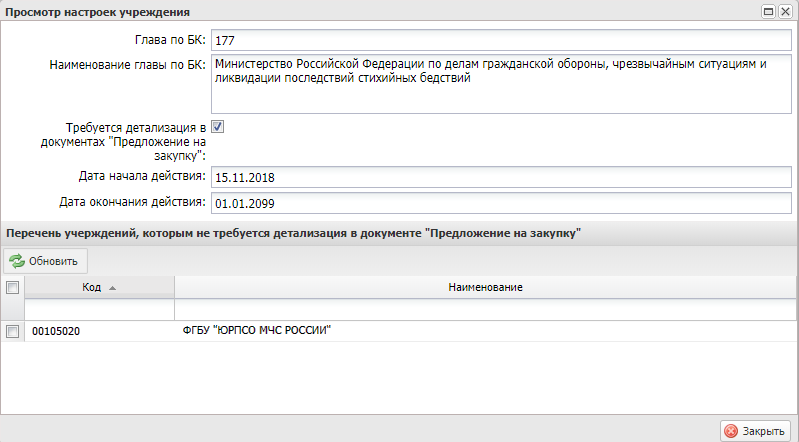 Просмотр настроек учреждения
Глава по БК:
177
Наименование главы по БК:
Министерство Российской Федерации по делам гражданской обороны, чрезвычайным ситуациям и
ликвидации последствий стихийных бедствий
Требуется детализация в
документах "Предложение на
закупку":
Дата начала действия:
15.11.2018
Дата окончания действия:
01.01.2099
Перечень учерждений, которым не требуется детализация в документе "Предложение на закупку"
Обновить
Код
Наименование
00105020
ФГБУ "ЮРПСО МЧС РОССИИ"
Закрыть